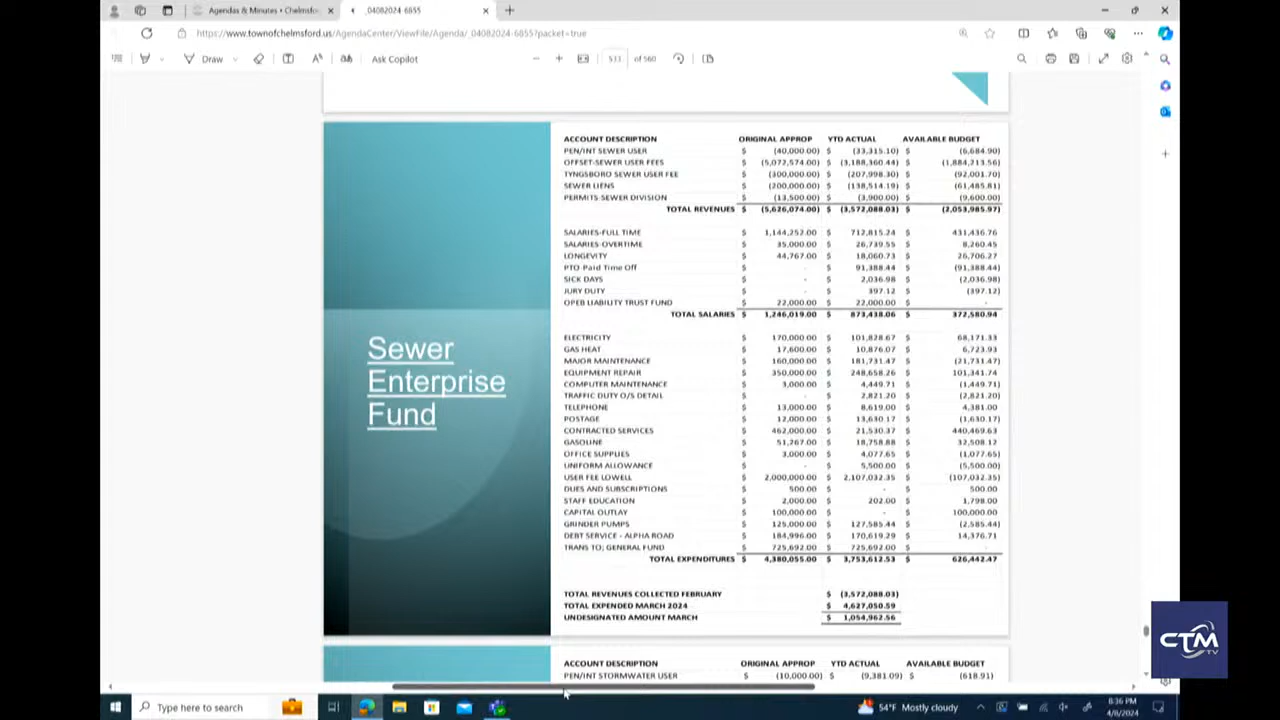 Agendas & Minutes • Chelmsford
_04082024-6855
https://www.townofchelmsford.us/AgendaCenter/ViewFile/Agenda/_04082024-6855?packet=true
Draw
Ask Copilot
533 of 560
Sewer
Enterprise
Fund
ACCOUNT DESCRIPTION ORIGINAL APPROP YTD ACTUAL AVAILABLE BUDGET
PEN/INT SEWER USER $ (40,000.00) $ (33,315.10) $ (6,684.90)
OFFSET-SEWER USER FEES $ (5,072,574.00) $ (3,188,360.44) $ (1,884,213.56)
TYNGSBORO SEWER USER FEE $ (300,000.00) $ (207,998.30) $ (92,001.70)
SEWER LIENS $ (200,000.00) $ (138,514.19) $ (61,485.81)
PERMITS-SEWER DIVISION $ (13,500.00) $ (3,900.00) $ (9,600.00)
TOTAL REVENUES $ (5,626,074.00) $ (3,572,088.03) $ (2,053,985.97)
SALARIES-FULL TIME $ 1,144,252.00 $ 712,815.24 $ 431,436.76
SALARIES-OVERTIME $ 35,000.00 $ 26,739.55 $ 8,260.45
LONGEVITY $ 44,767.00 $ 18,060.73 $ 26,706.27
PTO-Paid Time Off $ - $ 91,388.44 $ (91,388.44)
SICK DAYS $ - $ 2,036.98 $ (2,036.98)
JURY DUTY $ - $ 397.12 $ (397.12)
OPEB LIABILITY TRUST FUND $ 22,000.00 $ 22,000.00 $ -
TOTAL SALARIES $ 1,246,019.00 $ 873,438.06 $ 372,580.94
ELECTRICITY $ 170,000.00 $ 101,828.67 $ 68,171.33
GAS HEAT $ 17,600.00 $ 10,876.07 $ 6,723.93
MAJOR MAINTENANCE $ 160,000.00 $ 181,731.47 $ (21,731.47)
EQUIPMENT REPAIR $ 350,000.00 $ 248,658.26 $ 101,341.74
COMPUTER MAINTENANCE $ 3,000.00 $ 4,449.71 $ (1,449.71)
TRAFFIC DUTY O/S DETAIL $ - $ 2,821.20 $ (2,821.20)
TELEPHONE $ 13,000.00 $ 8,619.00 $ 4,381.00
POSTAGE $ 12,000.00 $ 13,630.17 $ (1,630.17)
CONTRACTED SERVICES $ 462,000.00 $ 21,530.37 $ 440,469.63
GASOLINE $ 51,267.00 $ 18,758.88 $ 32,508.12
OFFICE SUPPLIES $ 3,000.00 $ 4,077.65 $ (1,077.65)
UNIFORM ALLOWANCE $ - $ 5,500.00 $ (5,500.00)
USER FEE LOWELL $ 2,000,000.00 $ 2,107,032.35 $ (107,032.35)
DUES AND SUBSCRIPTIONS $ 500.00 $ - $ 500.00
STAFF EDUCATION $ 2,000.00 $ 202.00 $ 1,798.00
CAPITAL OUTLAY $ 100,000.00 $ - $ 100,000.00
GRINDER PUMPS $ 125,000.00 $ 127,585.44 $ (2,585.44)
DEBT SERVICE - ALPHA ROAD $ 184,996.00 $ 170,619.29 $ 14,376.71
TRANS TO; GENERAL FUND $ 725,692.00 $ 725,692.00 $ -
TOTAL EXPENDITURES $ 4,380,055.00 $ 3,753,612.53 $ 626,442.47
TOTAL REVENUES COLLECTED FEBRUARY $ (3,572,088.03)
TOTAL EXPENDED MARCH 2024 $ 4,627,050.59
UNDESIGNATED AMOUNT MARCH $ 1,054,962.56
ACCOUNT DESCRIPTION ORIGINAL APPROP YTD ACTUAL AVAILABLE BUDGET
PEN/INT STORMWATER USER $ (10,000.00) $ (9,381.09) $ (618.91)
CTM
TV
Type here to search
54°F Mostly cloudy
8:36 PM
4/8/2024